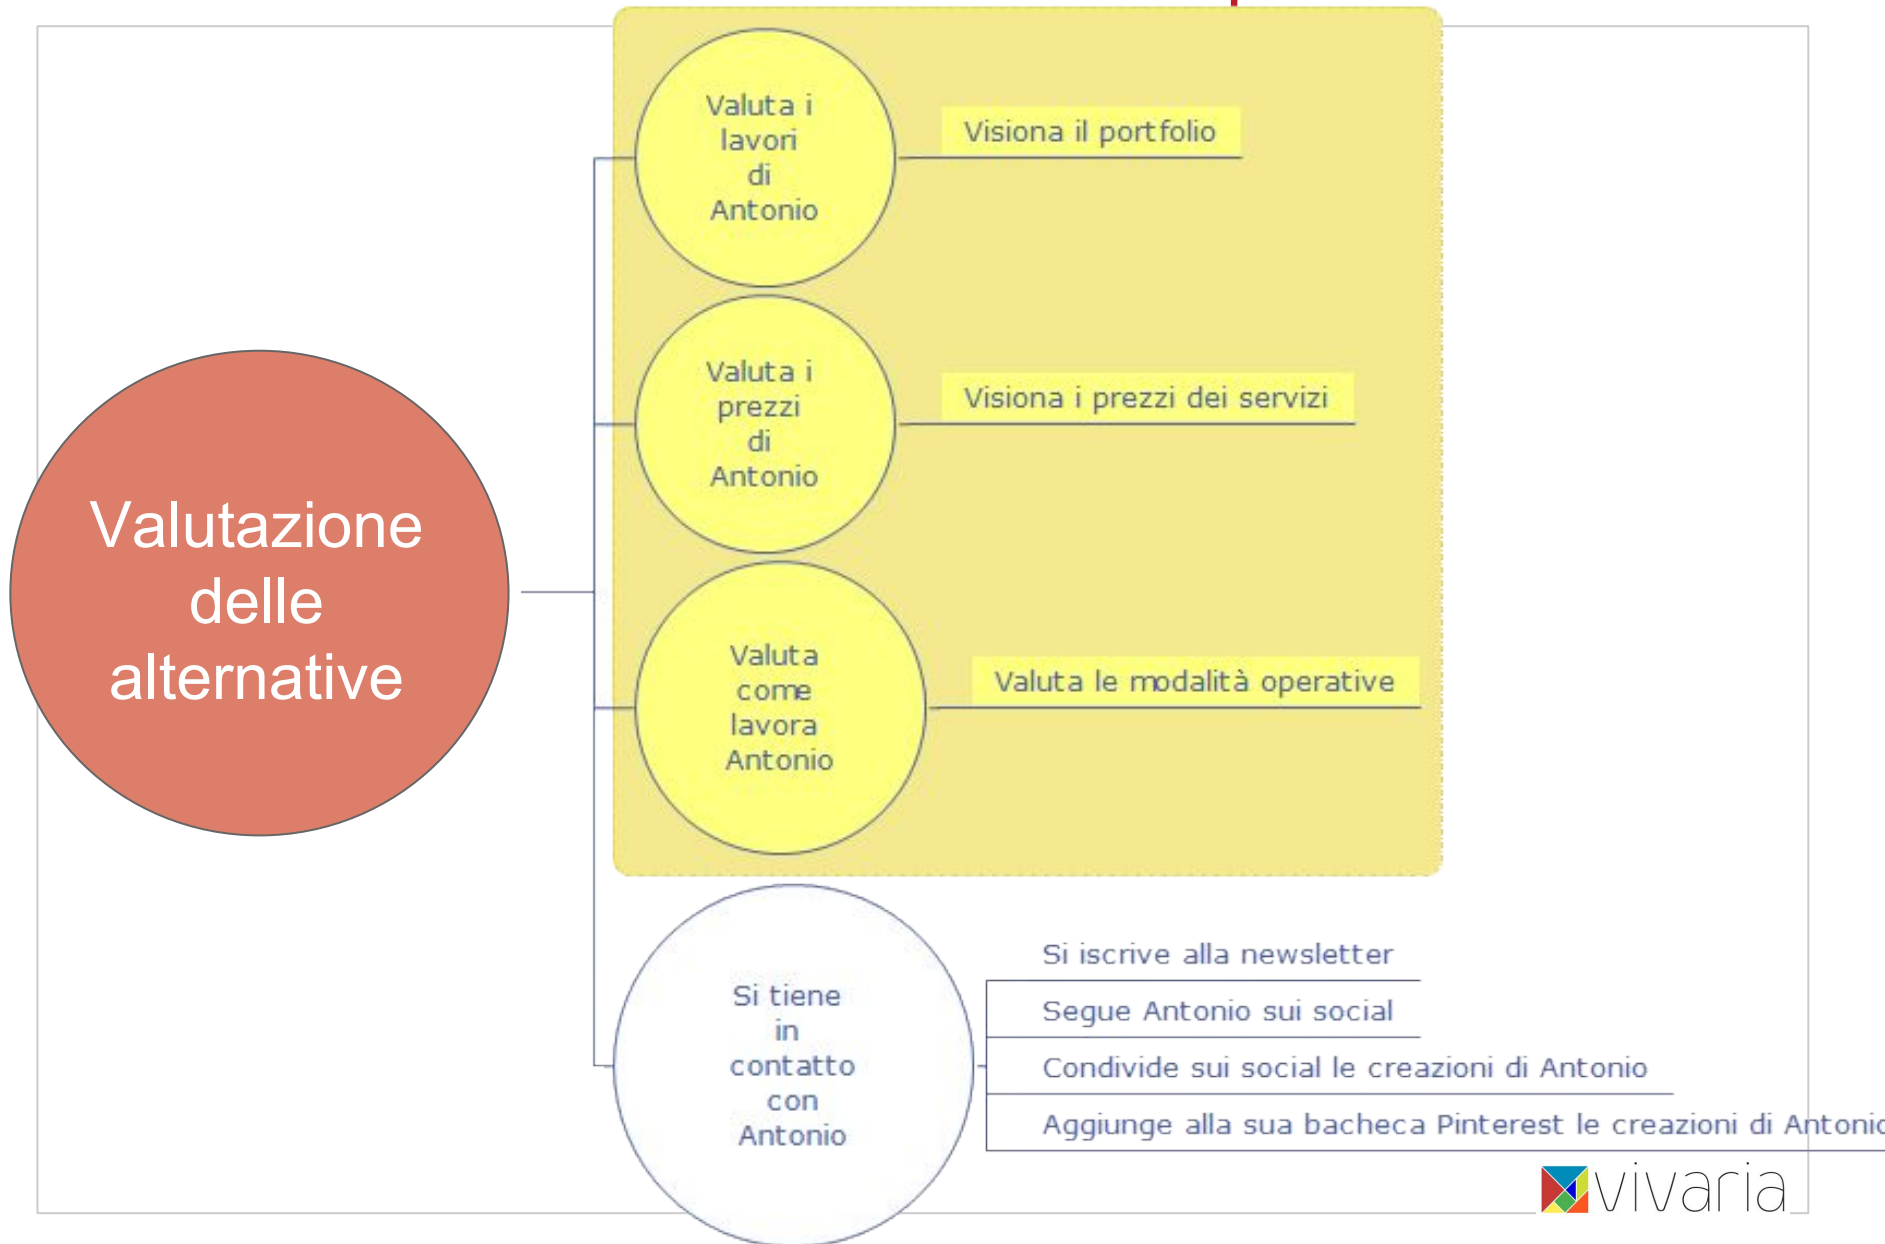 Valutazione
delle
alternative
Valuta i
lavori
di
Antonio
Visiona il portfolio
Valuta i
prezzi
di
Antonio
Visiona i prezzi dei servizi
Valuta
come
lavora
Antonio
Valuta le modalità operative
Si tiene
in
contatto
con
Antonio
Si iscrive alla newsletter
Segue Antonio sui social
Condivide sui social le creazioni di Antonio
Aggiunge alla sua bacheca Pinterest le creazioni di Antonio
vivaria